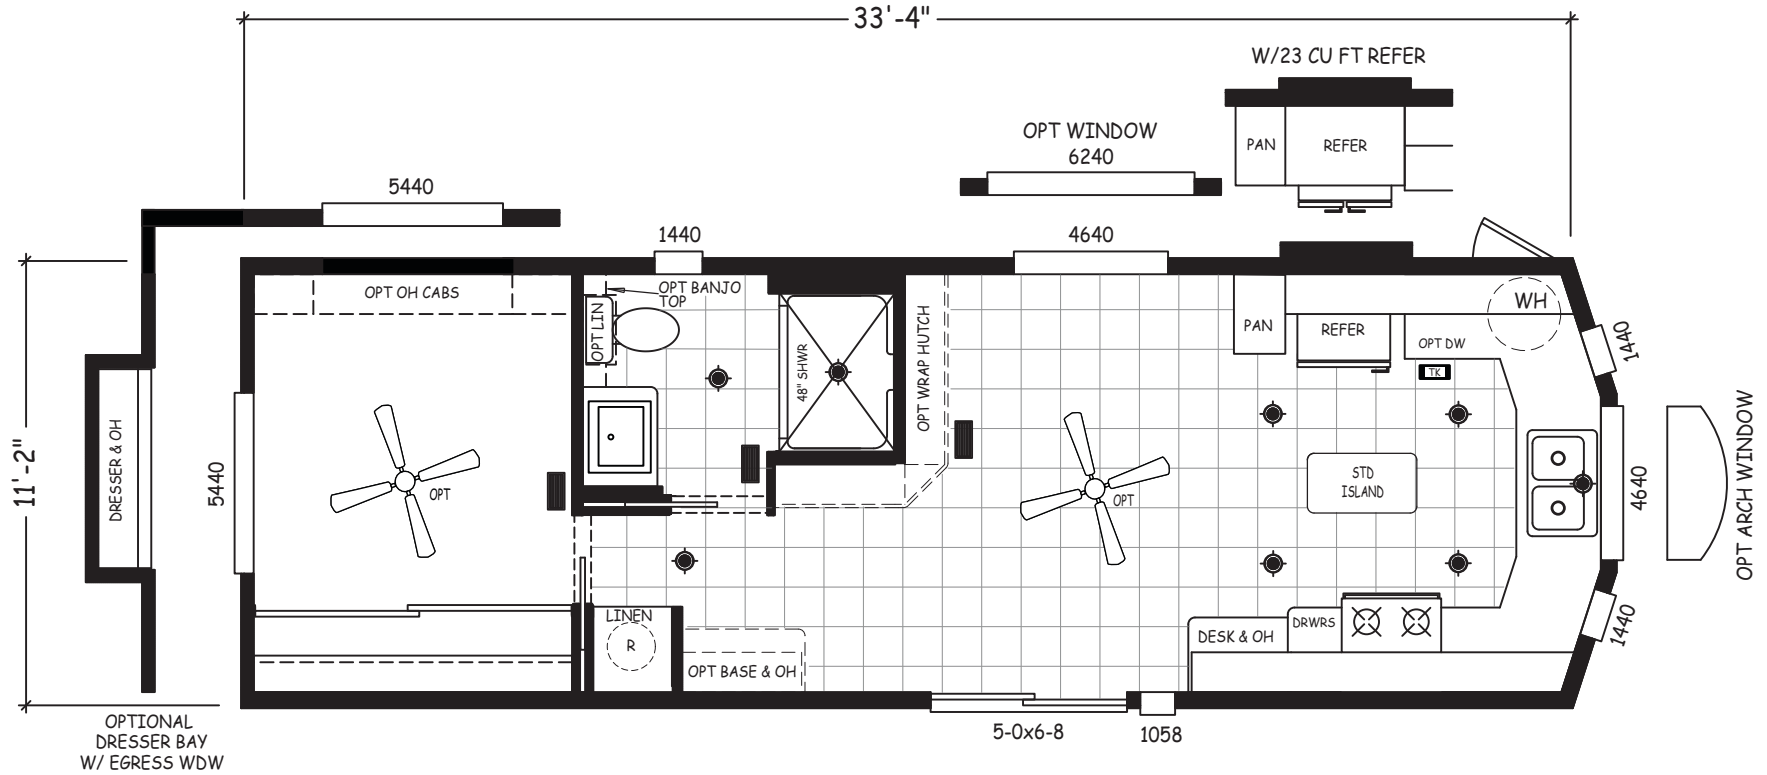 33'-4"
W/23 CU FT REFER
OPT WINDOW
6240
PAN
REFER
5440
1440
4640
OPT OH CABS
OPT BANJO
TOP
OPT LIN
48" SHWR
OPT WRAP HUTCH
PAN
REFER
OPT DW
WH
TK
1440
11'-2"
DRESSER & OH
5440
OPT
OPT
STD
ISLAND
4640
OPT ARCH WINDOW
LINEN
R
OPT BASE & OH
DESK & OH
DRWRS
1440
5-0x6-8
1058
OPTIONAL
DRESSER BAY
W/ EGRESS WDW